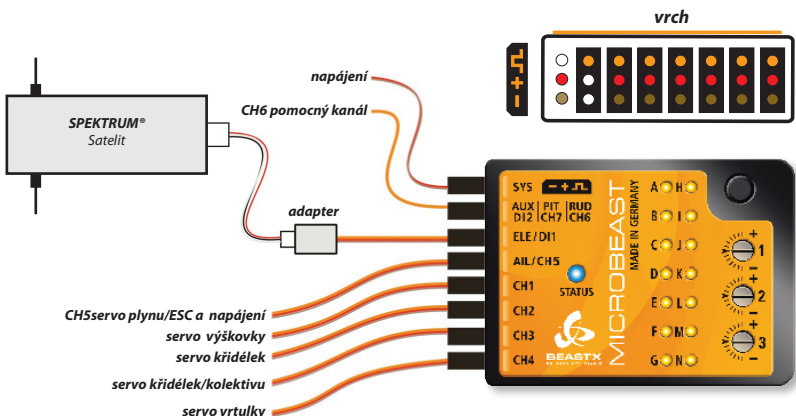 vrch
napájení
CH6 pomocný kanál
SPEKTRUM®
Satelit
adapter
CH5servo plynu/ESC a napájení
servo výškovky
servo křidélek
servo křidélek/kolektivu
servo vrtulky
SYS
AUX | PIT | RUD
DI2 | CH7 | CH6
ELE/DI1
AIL/CH5
CH1
CH2
CH3
CH4
STATUS
BEASTX
MICROBEAST
MADE IN GERMANY
A H
B I
C J
D K
E L
F M
G N
+ 1 -
+ 2 -
+ 3 -